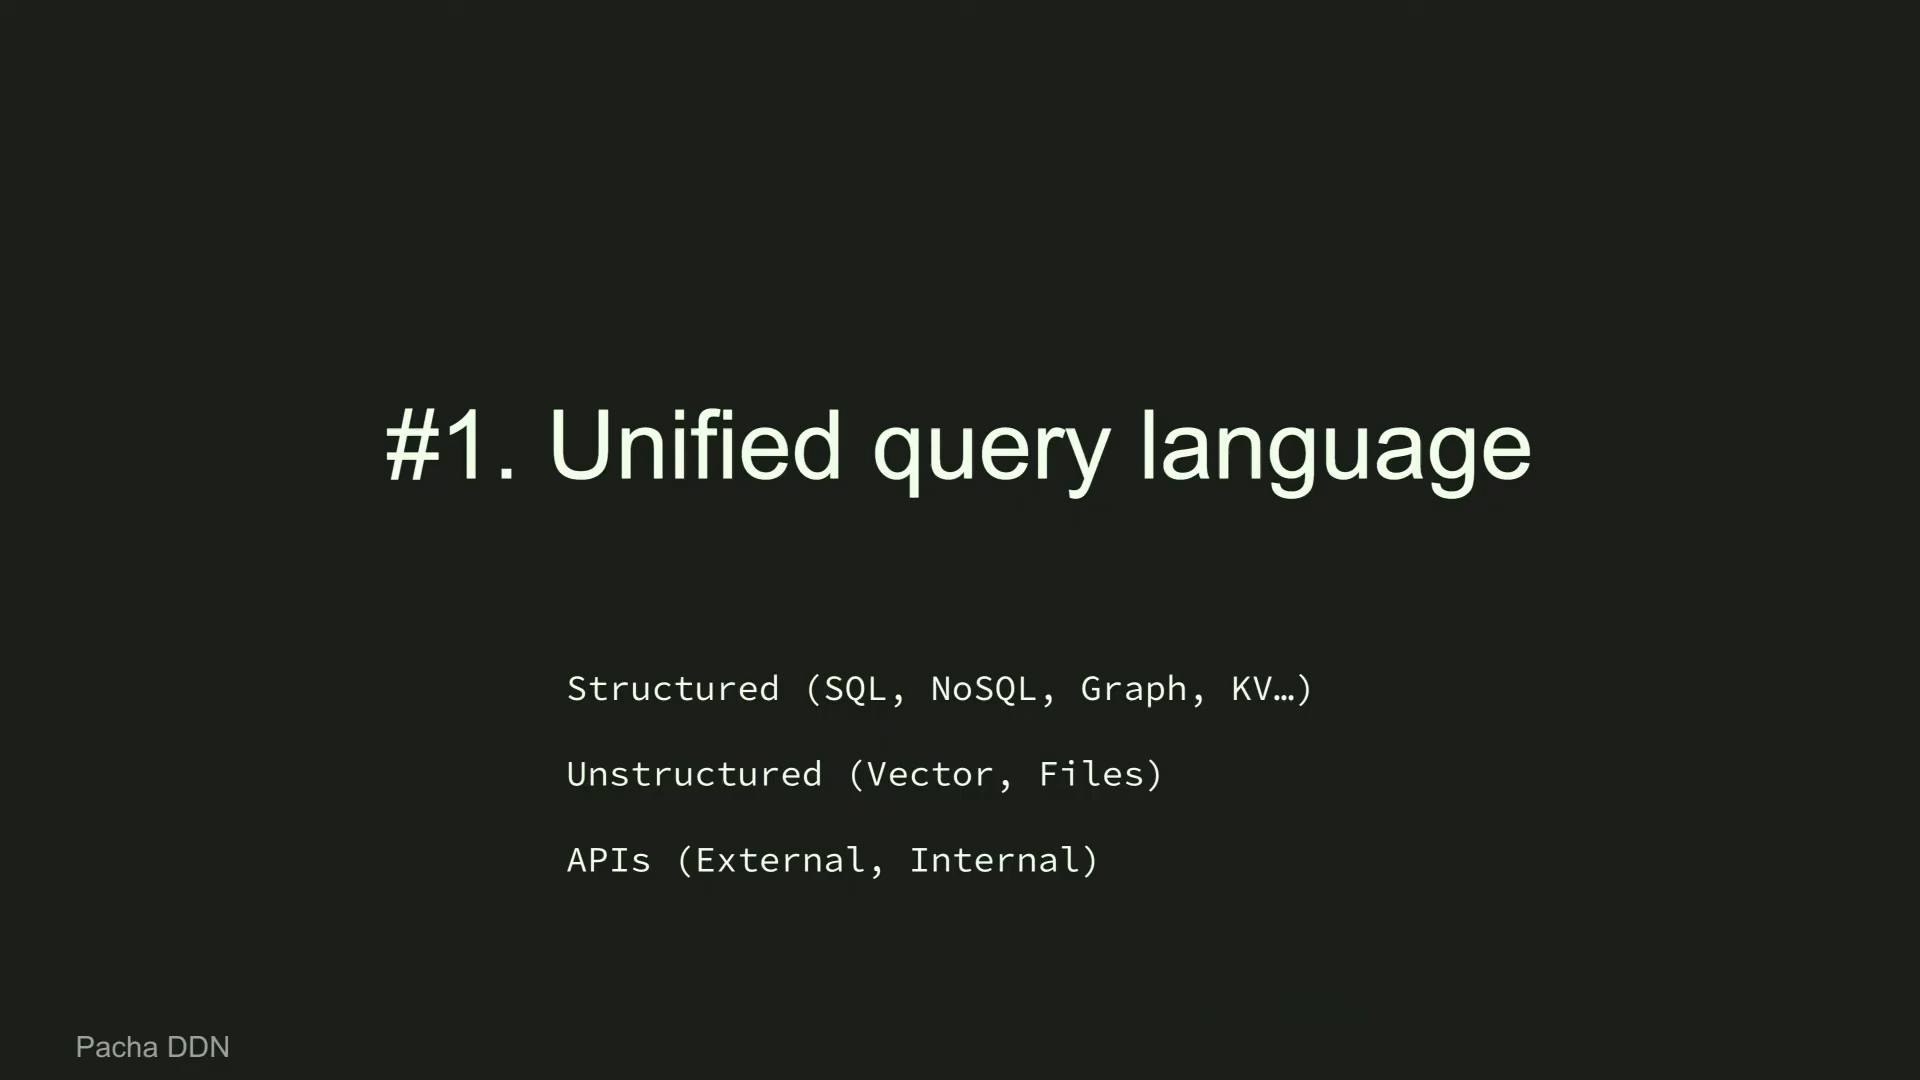 #1. Unified query language
Structured (SQL, NoSQL, Graph, KV…)
Unstructured (Vector, Files)
APIs (External, Internal)
Pacha DDN